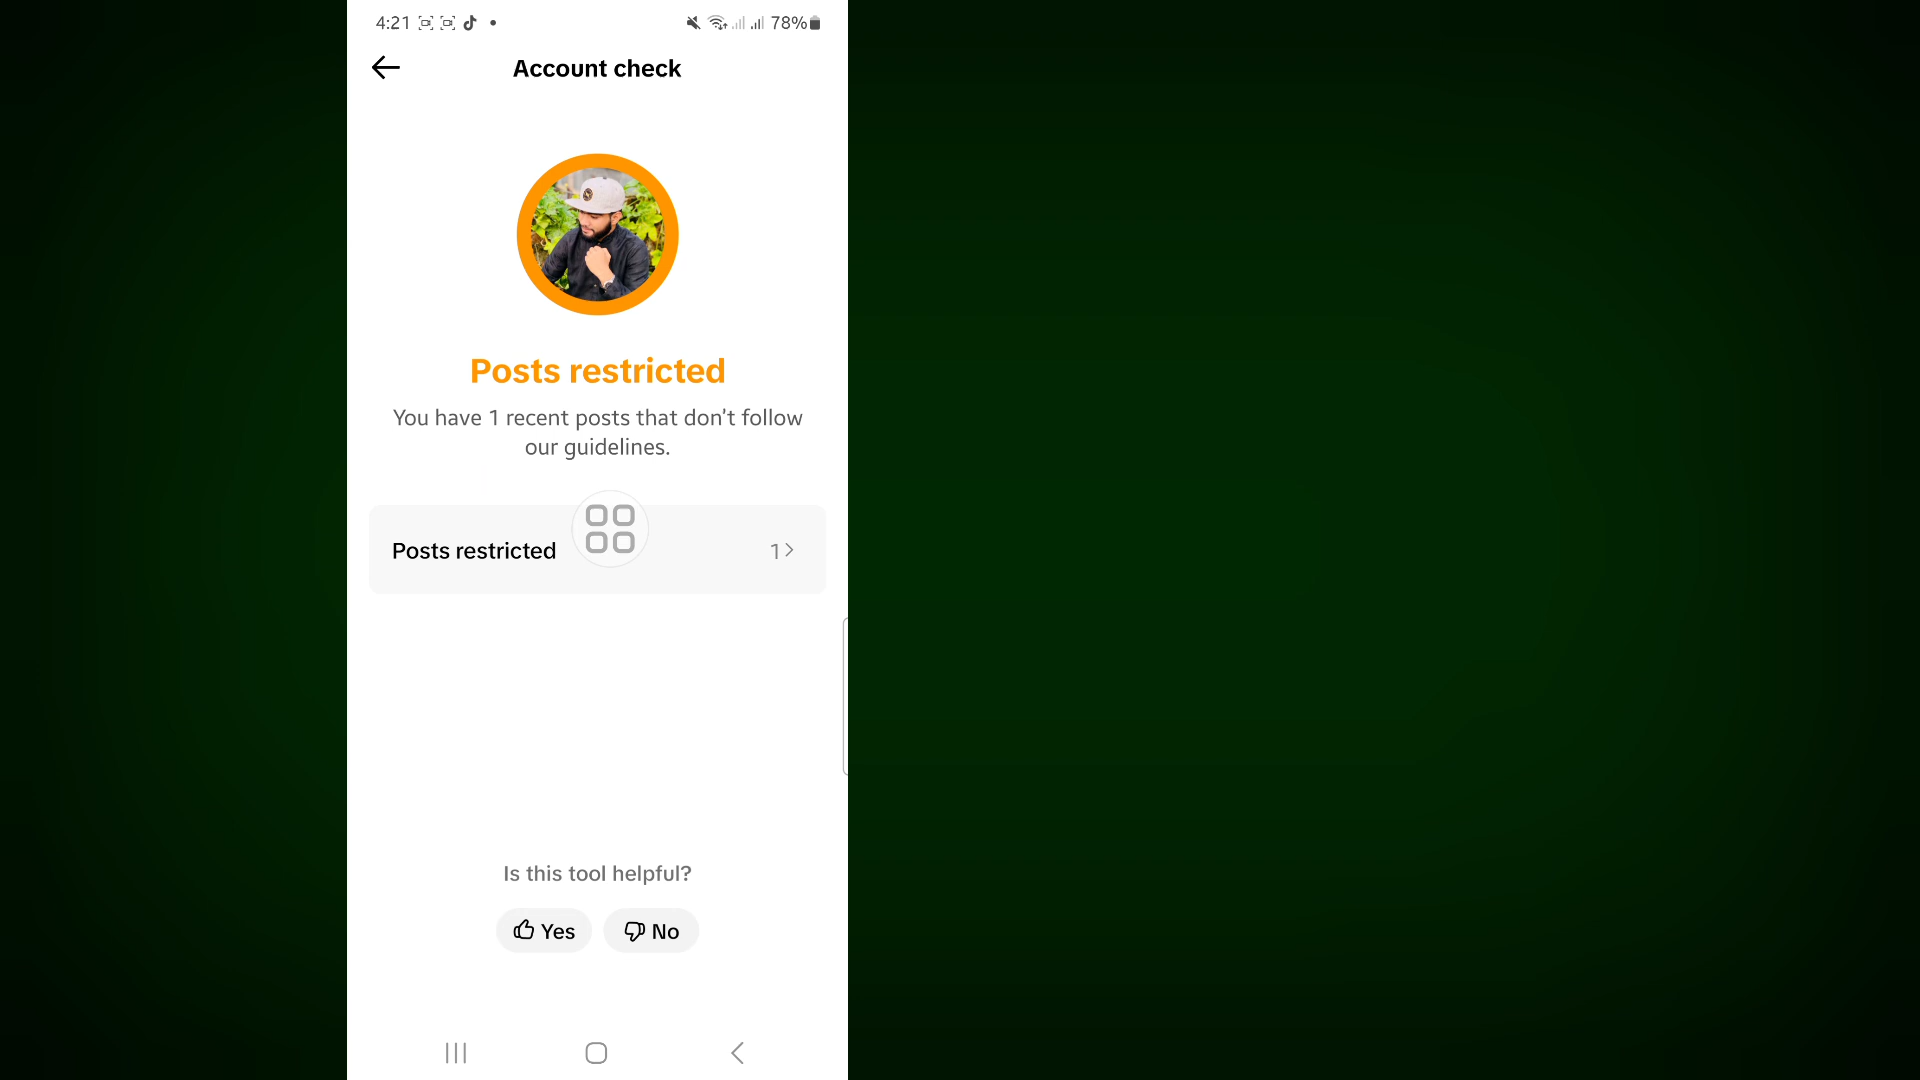 4:21
78%
Account check
Posts restricted
You have 1 recent posts that don't follow
our guidelines.
Posts restricted 1
Is this tool helpful?
Yes No